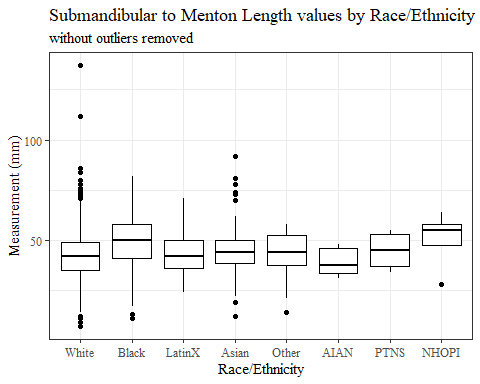 Submandibular to Menton Length values by Race/Ethnicity
without outliers removed
Measurement (mm)
100
50
White Black LatinX Asian Other AIAN PTNS NHOPI
Race/Ethnicity